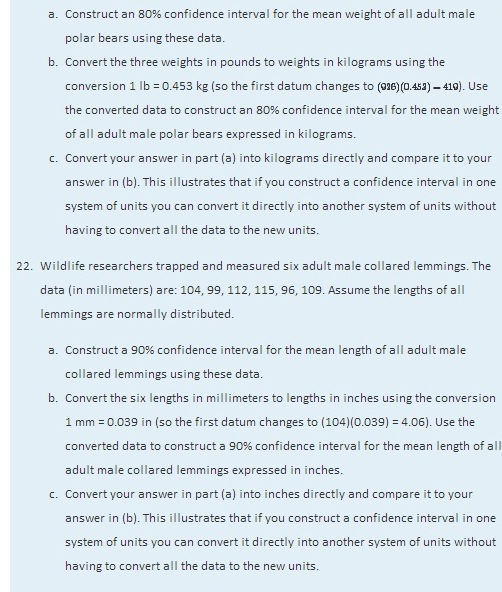 a. Construct an 80% confidence interval for the mean weight of all adult male
polar bears using these data.
b. Convert the three weights in pounds to weights in kilograms using the
conversion 1 lb = 0.453 kg (so the first datum changes to (926)(0.453) = 419). Use
the converted data to construct an 80% confidence interval for the mean weight
of all adult male polar bears expressed in kilograms.
c. Convert your answer in part (a) into kilograms directly and compare it to your
answer in (b). This illustrates that if you construct a confidence interval in one
system of units you can convert it directly into another system of units without
having to convert all the data to the new units.
22. Wildlife researchers trapped and measured six adult male collared lemmings. The
data (in millimeters) are: 104, 99, 112, 115, 96, 109. Assume the lengths of all
lemmings are normally distributed.
a. Construct a 90% confidence interval for the mean length of all adult male
collared lemmings using these data.
b. Convert the six lengths in millimeters to lengths in inches using the conversion
1 mm = 0.039 in (so the first datum changes to (104)(0.039) = 4.06). Use the
converted data to construct a 90% confidence interval for the mean length of all
adult male collared lemmings expressed in inches.
c. Convert your answer in part (a) into inches directly and compare it to your
answer in (b). This illustrates that if you construct a confidence interval in one
system of units you can convert it directly into another system of units without
having to convert all the data to the new units.